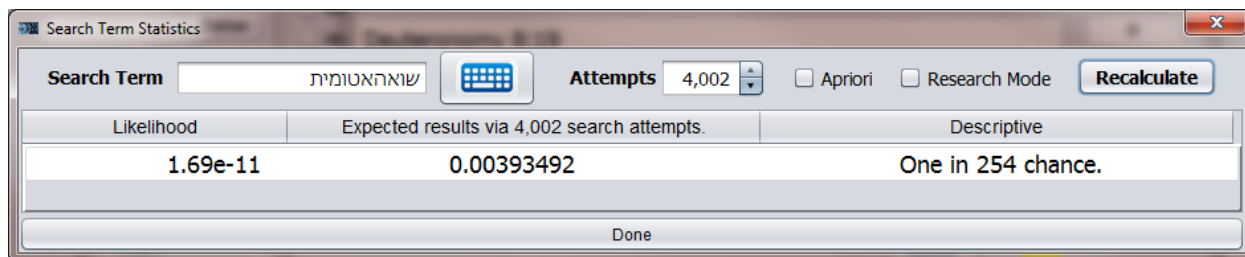 Search Term Statistics
Deuteronomy 8:19
Search Term שואהאטומית Attempts 4,002 Apriori Research Mode Recalculate
Likelihood Expected results via 4,002 search attempts. Descriptive
1.69e-11 0.00393492 One in 254 chance.
Done